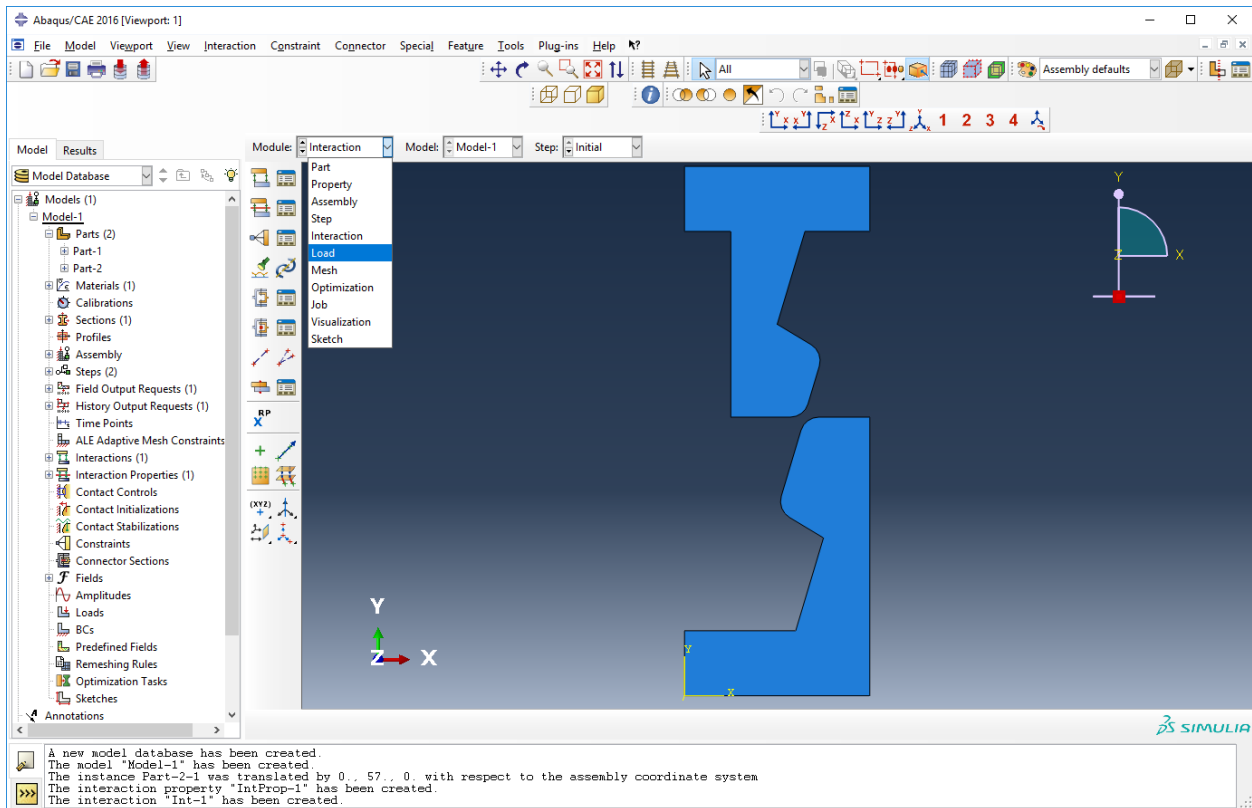 Abaqus/CAE 2016 [Viewport: 1]
File Model Viewport View Interaction Constraint Connector Special Feature Tools Plug-ins Help
All
Assembly defaults
1 2 3 4
Model Results
Module: Interaction Model: Model-1 Step: Initial
Model Database
Models (1)
Model-1
Parts (2)
Part-1
Part-2
Materials (1)
Calibrations
Sections (1)
Profiles
Assembly
Steps (2)
Field Output Requests (1)
History Output Requests (1)
Time Points
ALE Adaptive Mesh Constraints
Interactions (1)
Interaction Properties (1)
Contact Controls
Contact Initializations
Contact Stabilizations
Constraints
Connector Sections
Fields
Amplitudes
Loads
BCs
Predefined Fields
Remeshing Rules
Optimization Tasks
Sketches
Annotations
Part
Property
Assembly
Step
Interaction
Load
Mesh
Optimization
Job
Visualization
Sketch
RP
(XYZ)
Y
Z X
Y
X
Y
Z X
SIMULIA
A new model database has been created.
The model "Model-1" has been created.
The instance Part-2-1 was translated by 0., 57., 0. with respect to the assembly coordinate system
The interaction property "IntProp-1" has been created.
The interaction "Int-1" has been created.